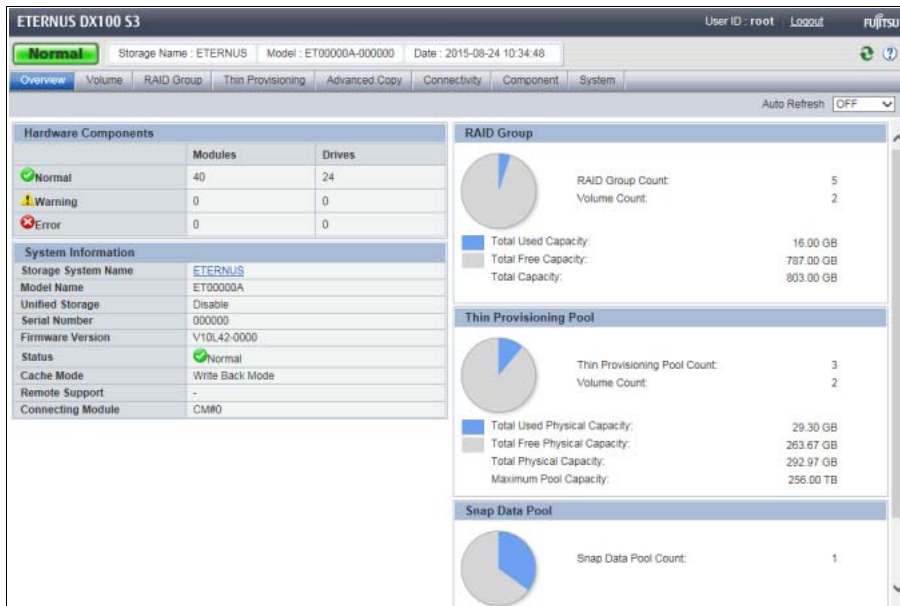 ETERNUS DX100 S3
User ID : root Logout FUJITSU
Normal Storage Name : ETERNUS Model : ET00000A-000000 Date : 2015-08-24 10:34:48
Overview Volume RAID Group Thin Provisioning Advanced Copy Connectivity Component System
Auto Refresh OFF
Hardware Components
Modules Drives
Normal 40 24
Warning 0 0
Error 0 0
System Information
Storage System Name ETERNUS
Model Name ET00000A
Unified Storage Disable
Serial Number 000000
Firmware Version V10L42-0000
Status Normal
Cache Mode Write Back Mode
Remote Support -
Connecting Module CM#0
RAID Group
RAID Group Count: 5
Volume Count: 2
Total Used Capacity: 16.00 GB
Total Free Capacity: 787.00 GB
Total Capacity: 803.00 GB
Thin Provisioning Pool
Thin Provisioning Pool Count: 3
Volume Count: 2
Total Used Physical Capacity: 29.30 GB
Total Free Physical Capacity: 263.67 GB
Total Physical Capacity: 292.97 GB
Maximum Pool Capacity: 256.00 TB
Snap Data Pool
Snap Data Pool Count: 1